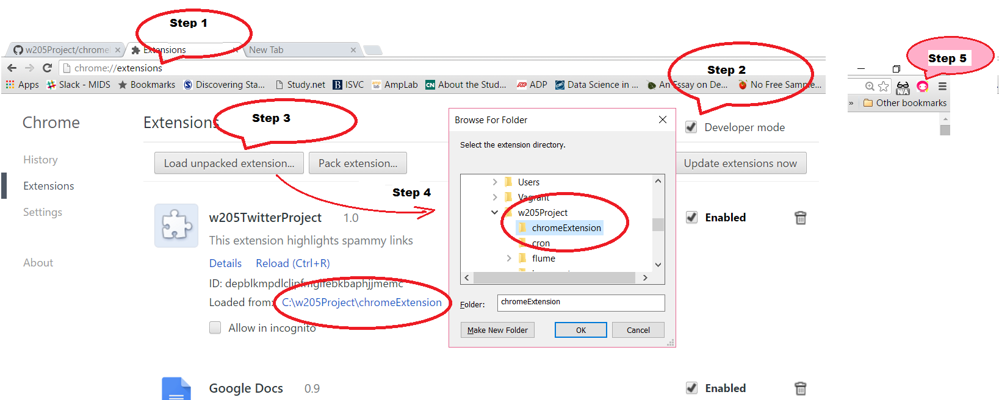 Step 1
w205Project/chrome
Extensions
New Tab
chrome://extensions
Step 2
Step 5
Apps
Slack - MIDS
Bookmarks
Discovering Sta...
Study.net
ISVC
AmpLab
About the Stud...
ADP
Data Science in ...
An Essay on De...
No Free Sample...
N/A
» Other bookmarks
Chrome
Extensions
Step 3
History
Extensions
Settings
About
Load unpacked extension...
Pack extension...
Developer mode
Update extensions now
Step 4
Browse For Folder
Select the extension directory.
Users
Vagrant
w205Project
chromeExtension
cron
flume
Folder: chromeExtension
Make New Folder
OK
Cancel
w205TwitterProject 1.0
Enabled
This extension highlights spammy links
Details Reload (Ctrl+R)
ID:
Loaded from: C:\w205Project\chromeExtension
Allow in incognito
Google Docs 0.9
Enabled